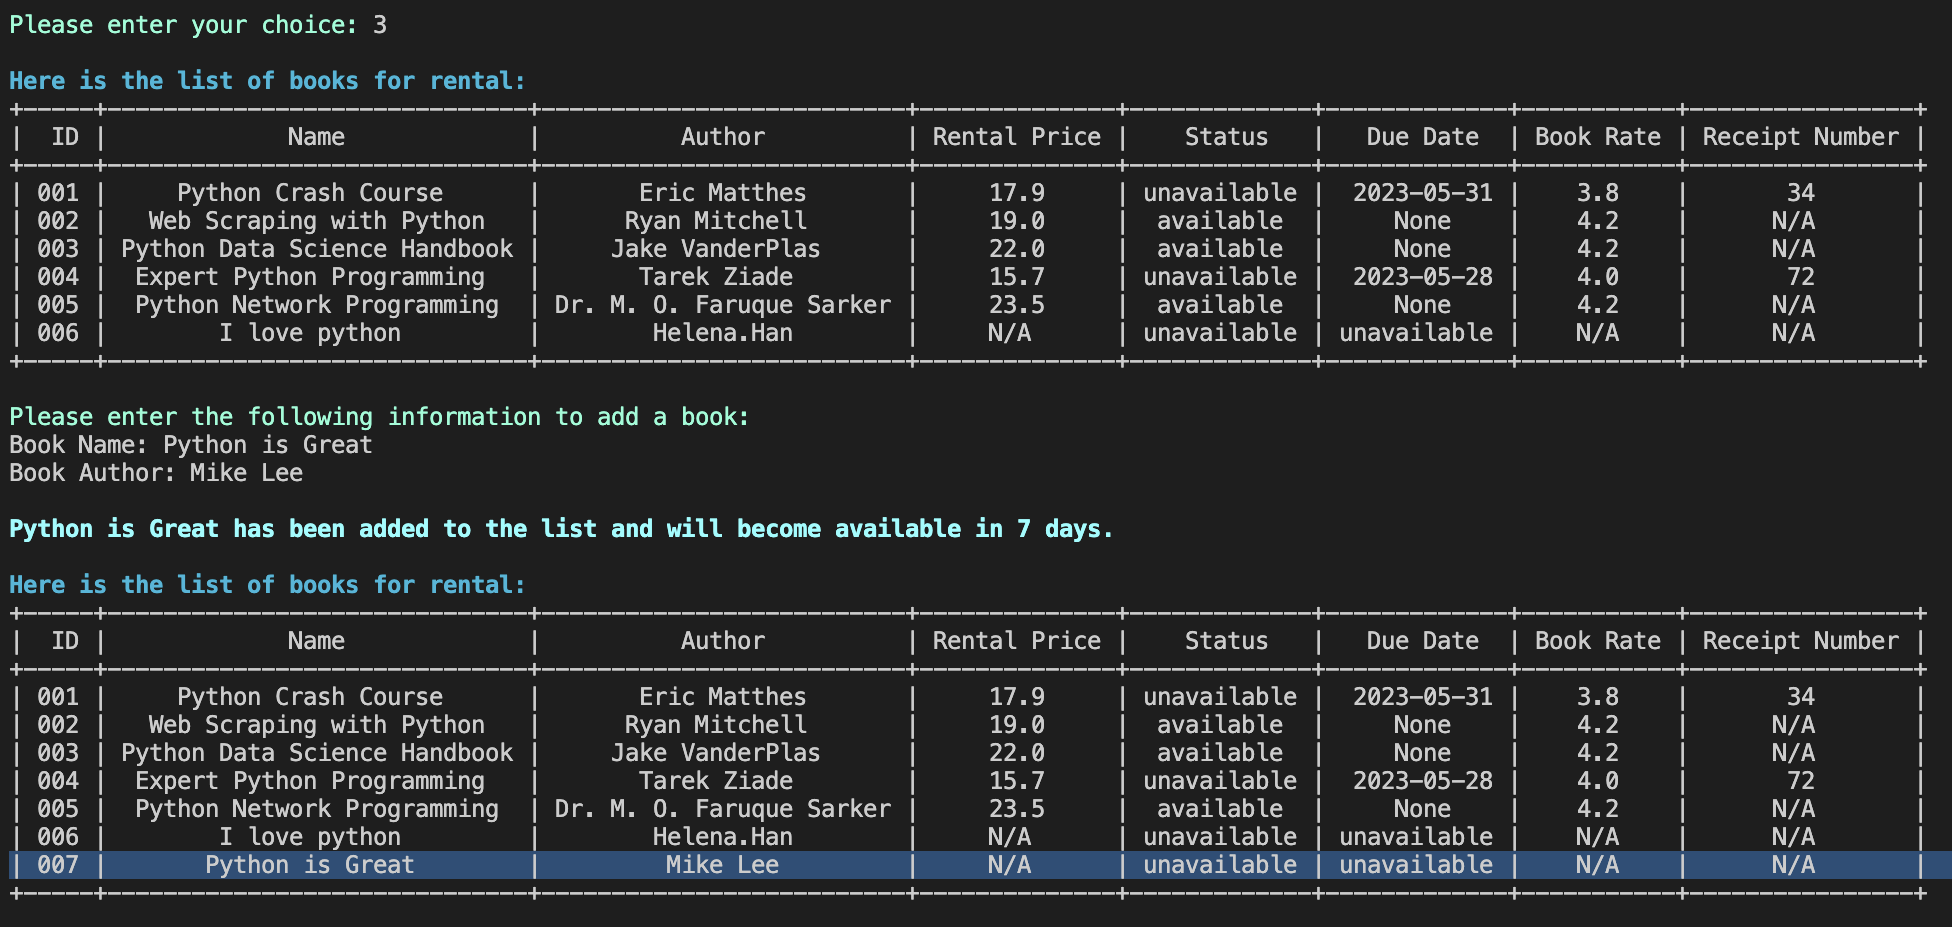 Please enter your choice: 3
Here is the list of books for rental:
+-----+------------------------------+--------------------------+--------------+-------------+-------------+-----------+----------------+
|  ID |             Name             |          Author          | Rental Price |    Status   |   Due Date  | Book Rate | Receipt Number |
+-----+------------------------------+--------------------------+--------------+-------------+-------------+-----------+----------------+
| 001 |     Python Crash Course      |       Eric Matthes       |     17.9     | unavailable |  2023-05-31 |    3.8    |       34       |
| 002 |   Web Scraping with Python   |      Ryan Mitchell       |     19.0     |  available  |     None    |    4.2    |      N/A       |
| 003 | Python Data Science Handbook |     Jake VanderPlas      |     22.0     |  available  |     None    |    4.2    |      N/A       |
| 004 |  Expert Python Programming   |       Tarek Ziade        |     15.7     | unavailable |  2023-05-28 |    4.0    |       72       |
| 005 |  Python Network Programming  | Dr. M. O. Faruque Sarker |     23.5     |  available  |     None    |    4.2    |      N/A       |
| 006 |        I love python         |        Helena.Han        |     N/A      | unavailable | unavailable |    N/A    |      N/A       |
+-----+------------------------------+--------------------------+--------------+-------------+-------------+-----------+----------------+
Please enter the following information to add a book:
Book Name: Python is Great
Book Author: Mike Lee
Python is Great has been added to the list and will become available in 7 days.
Here is the list of books for rental:
+-----+------------------------------+--------------------------+--------------+-------------+-------------+-----------+----------------+
|  ID |             Name             |          Author          | Rental Price |    Status   |   Due Date  | Book Rate | Receipt Number |
+-----+------------------------------+--------------------------+--------------+-------------+-------------+-----------+----------------+
| 001 |     Python Crash Course      |       Eric Matthes       |     17.9     | unavailable |  2023-05-31 |    3.8    |       34       |
| 002 |   Web Scraping with Python   |      Ryan Mitchell       |     19.0     |  available  |     None    |    4.2    |      N/A       |
| 003 | Python Data Science Handbook |     Jake VanderPlas      |     22.0     |  available  |     None    |    4.2    |      N/A       |
| 004 |  Expert Python Programming   |       Tarek Ziade        |     15.7     | unavailable |  2023-05-28 |    4.0    |       72       |
| 005 |  Python Network Programming  | Dr. M. O. Faruque Sarker |     23.5     |  available  |     None    |    4.2    |      N/A       |
| 006 |        I love python         |        Helena.Han        |     N/A      | unavailable | unavailable |    N/A    |      N/A       |
| 007 |       Python is Great        |         Mike Lee         |     N/A      | unavailable | unavailable |    N/A    |      N/A       |
+-----+------------------------------+--------------------------+--------------+-------------+-------------+-----------+----------------+